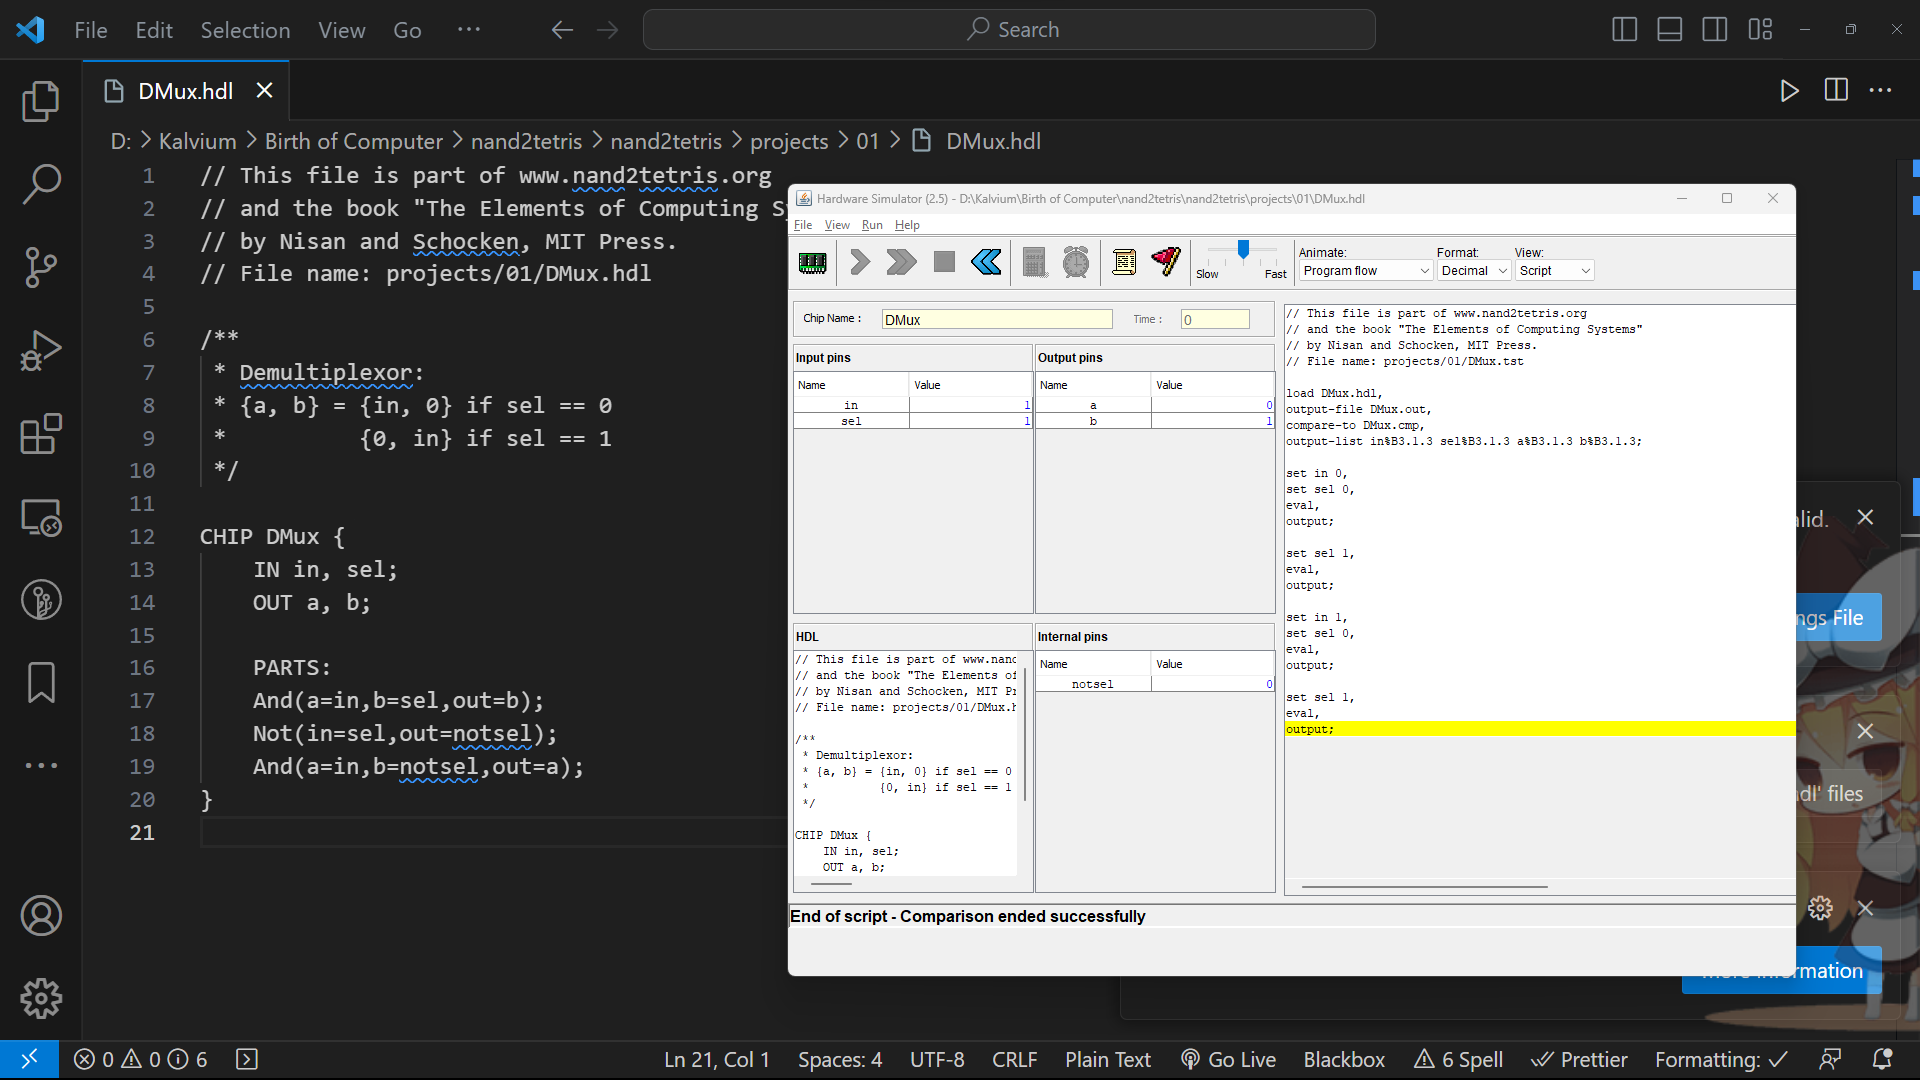 File Edit Selection View Go ··· Search
DMux.hdl
D: > Kalvium > Birth of Computer > nand2tetris > nand2tetris > projects > 01 > DMux.hdl
1 // This file is part of www.nand2tetris.org
2 // and the book "The Elements of Computing S
3 // by Nisan and Schocken, MIT Press.
4 // File name: projects/01/DMux.hdl
5
6 /**
7 * Demultiplexor:
8 * {a, b} = {in, 0} if sel == 0
9 * {0, in} if sel == 1
10 */
11
12 CHIP DMux {
13 IN in, sel;
14 OUT a, b;
15
16 PARTS:
17 And(a=in,b=sel,out=b);
18 Not(in=sel,out=notsel);
19 And(a=in,b=notsel,out=a);
20 }
21
Hardware Simulator (2.5) - D:\Kalvium\Birth of Computer\nand2tetris\nand2tetris\projects\01\DMux.hdl
File View Run Help
Slow Fast
Animate: Format: View:
Program flow Decimal Script
Chip Name : DMux Time : 0
Input pins
Name Value
in 1
sel 1
Output pins
Name Value
a 0
b 1
HDL
// This file is part of www.nand
// and the book "The Elements of
// by Nisan and Schocken, MIT Pr
// File name: projects/01/DMux.h
/**
* Demultiplexor:
* {a, b} = {in, 0} if sel == 0
* {0, in} if sel == 1
*/
CHIP DMux {
IN in, sel;
OUT a, b;
Internal pins
Name Value
notsel 0
// This file is part of www.nand2tetris.org
// and the book "The Elements of Computing Systems"
// by Nisan and Schocken, MIT Press.
// File name: projects/01/DMux.tst
load DMux.hdl,
output-file DMux.out,
compare-to DMux.cmp,
output-list in%B3.1.3 sel%B3.1.3 a%B3.1.3 b%B3.1.3;
set in 0,
set sel 0,
eval,
output;
set sel 1,
eval,
output;
set in 1,
set sel 0,
eval,
output;
set sel 1,
eval,
output;
End of script - Comparison ended successfully
alid.
ngs File
dl' files
More Information
0 0 6 Ln 21, Col 1 Spaces: 4 UTF-8 CRLF Plain Text Go Live Blackbox 6 Spell Prettier Formatting: ✓